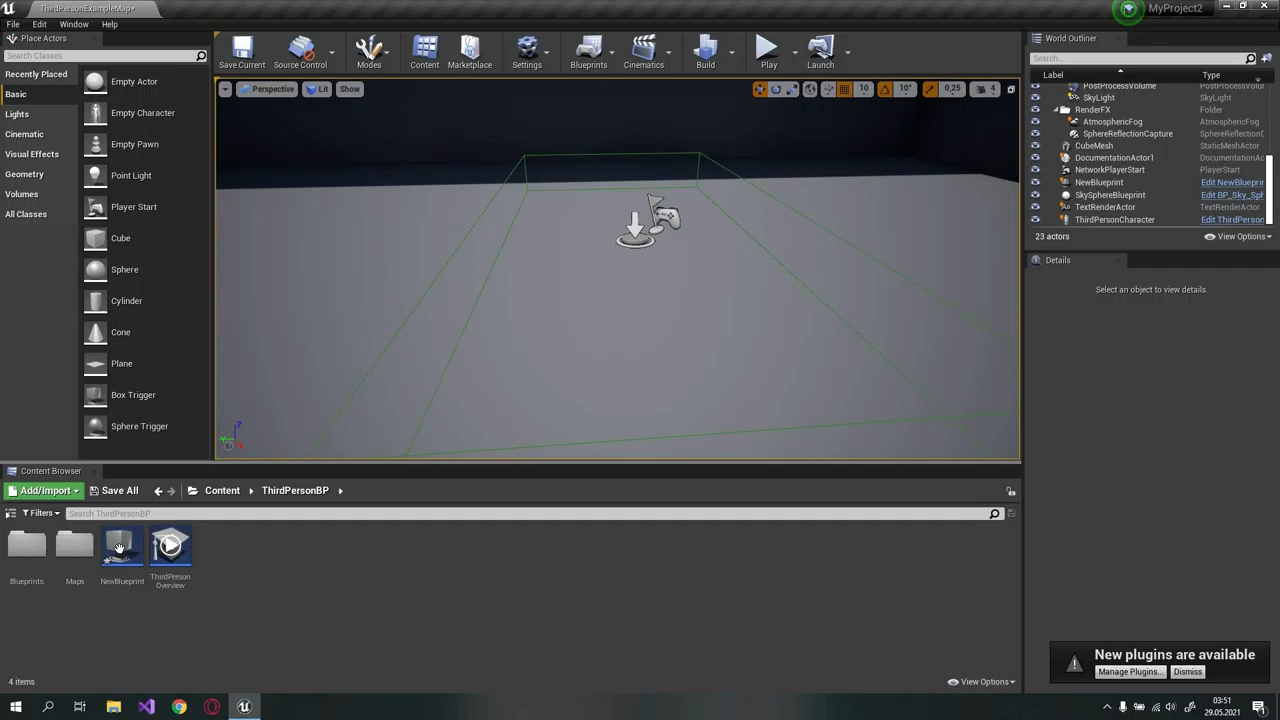 ThirdPersonExampleMap*
MyProject2
File
Edit
Window
Help
Place Actors
Search Classes
Recently Played
Basic
Lights
Cinematic
Visual Effects
Geometry
Volumes
All Classes
Empty Actor
Empty Character
Empty Pawn
Point Light
Player Start
Cube
Sphere
Cylinder
Cone
Plane
Box Trigger
Sphere Trigger
Save Current
Source Control
Modes
Content
Marketplace
Settings
Blueprints
Cinematics
Build
Play
Launch
Perspective
Lit
Show
10
10°
0,25
4
Z
World Outliner
Search...
Label
Type
PostProcessVolume
PostProcessVolu
SkyLight
SkyLight
RenderFX
Folder
AtmosphericFog
AtmosphericFog
SphereReflectionCapture
SphereReflectionC
CubeMesh
StaticMeshActor
DocumentationActor1
DocumentationAc
NetworkPlayerStart
PlayerStart
NewBlueprint
Edit NewBlueprin
SkySphereBlueprint
Edit BP_Sky_Sph
TextRenderActor
TextRenderActor
ThirdPersonCharacter
Edit ThirdPerson
23 actors
View Options
Details
Select an object to view details.
Content Browser
Add/Import
Save All
Content
ThirdPersonBP
Filters
Search ThirdPersonBP
Blueprints
Maps
NewBlueprint
ThirdPerson
Overview
4 items
View Options
New plugins are available
Manage Plugins...
Dismiss
03:51
29.05.2021
1